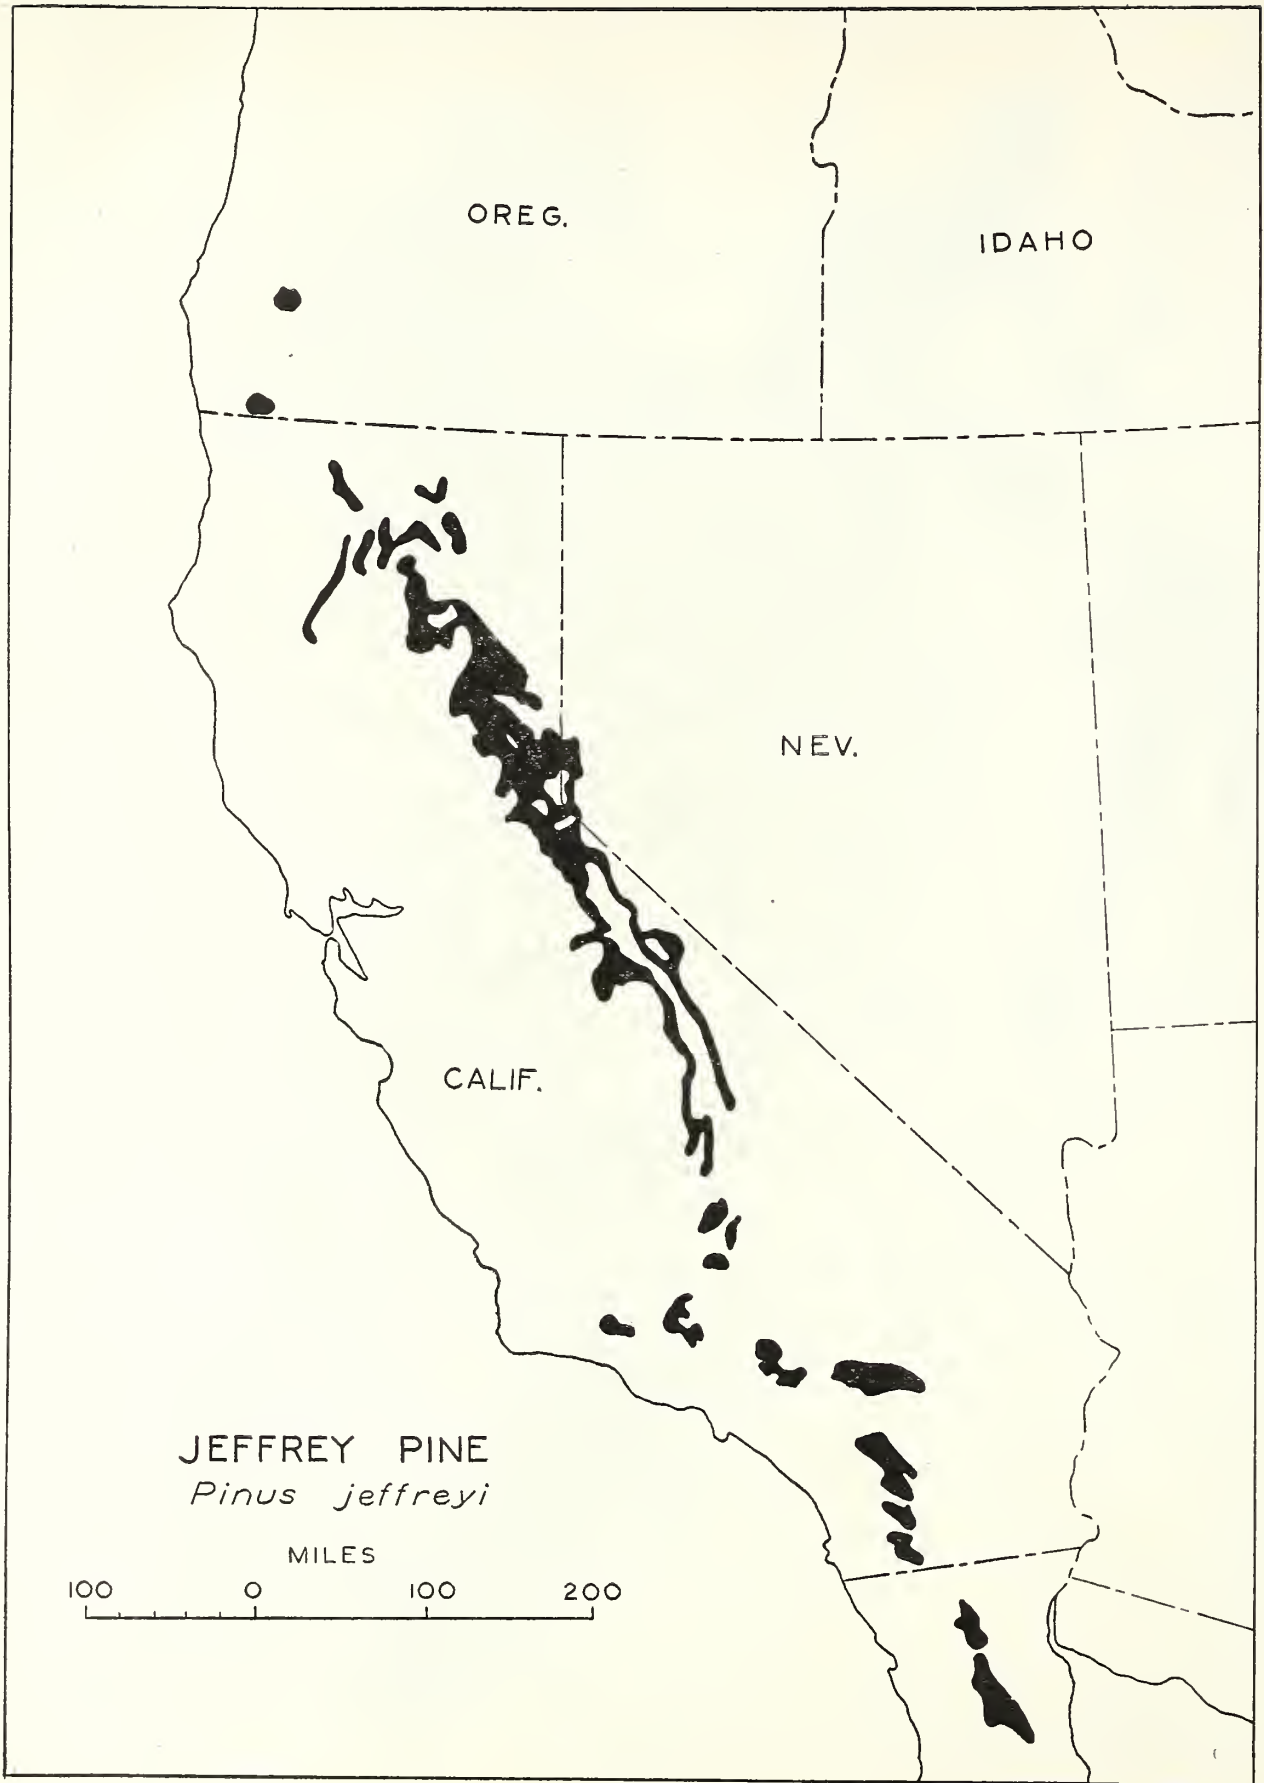 OREG.
IDAHO
NEV.
CALIF.
JEFFREY PINE
Pinus jeffreyi
MILES
100 0 100 200